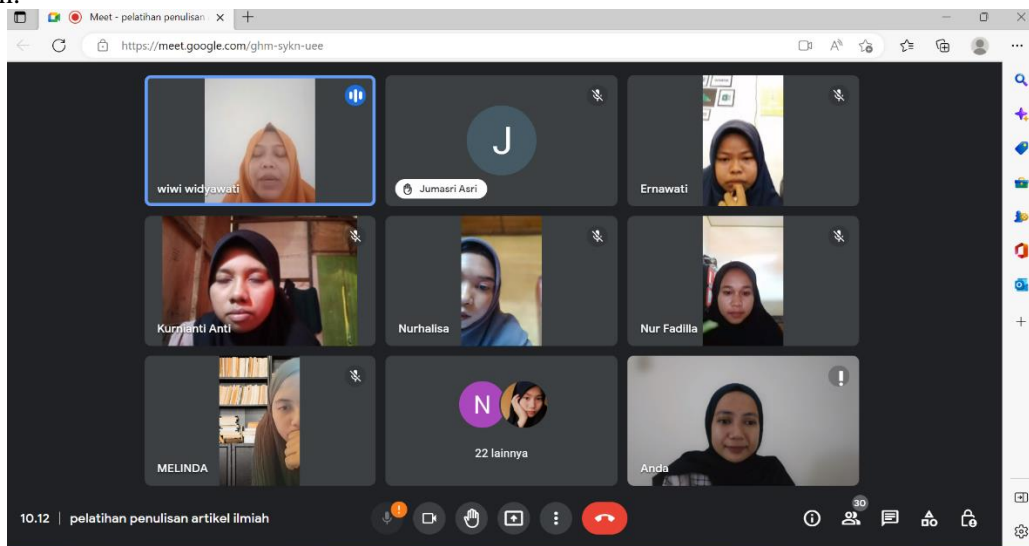 Meet - pelatihan penulisan
https://meet.google.com/ghm-sykn-uee
wiwi widyawati
J
Jumasri Asri
Ernawati
Kurnianti Anti
Nurhalisa
Nur Fadilla
MELINDA
N
22 lainnya
Anda
10.12 | pelatihan penulisan artikel ilmiah
30